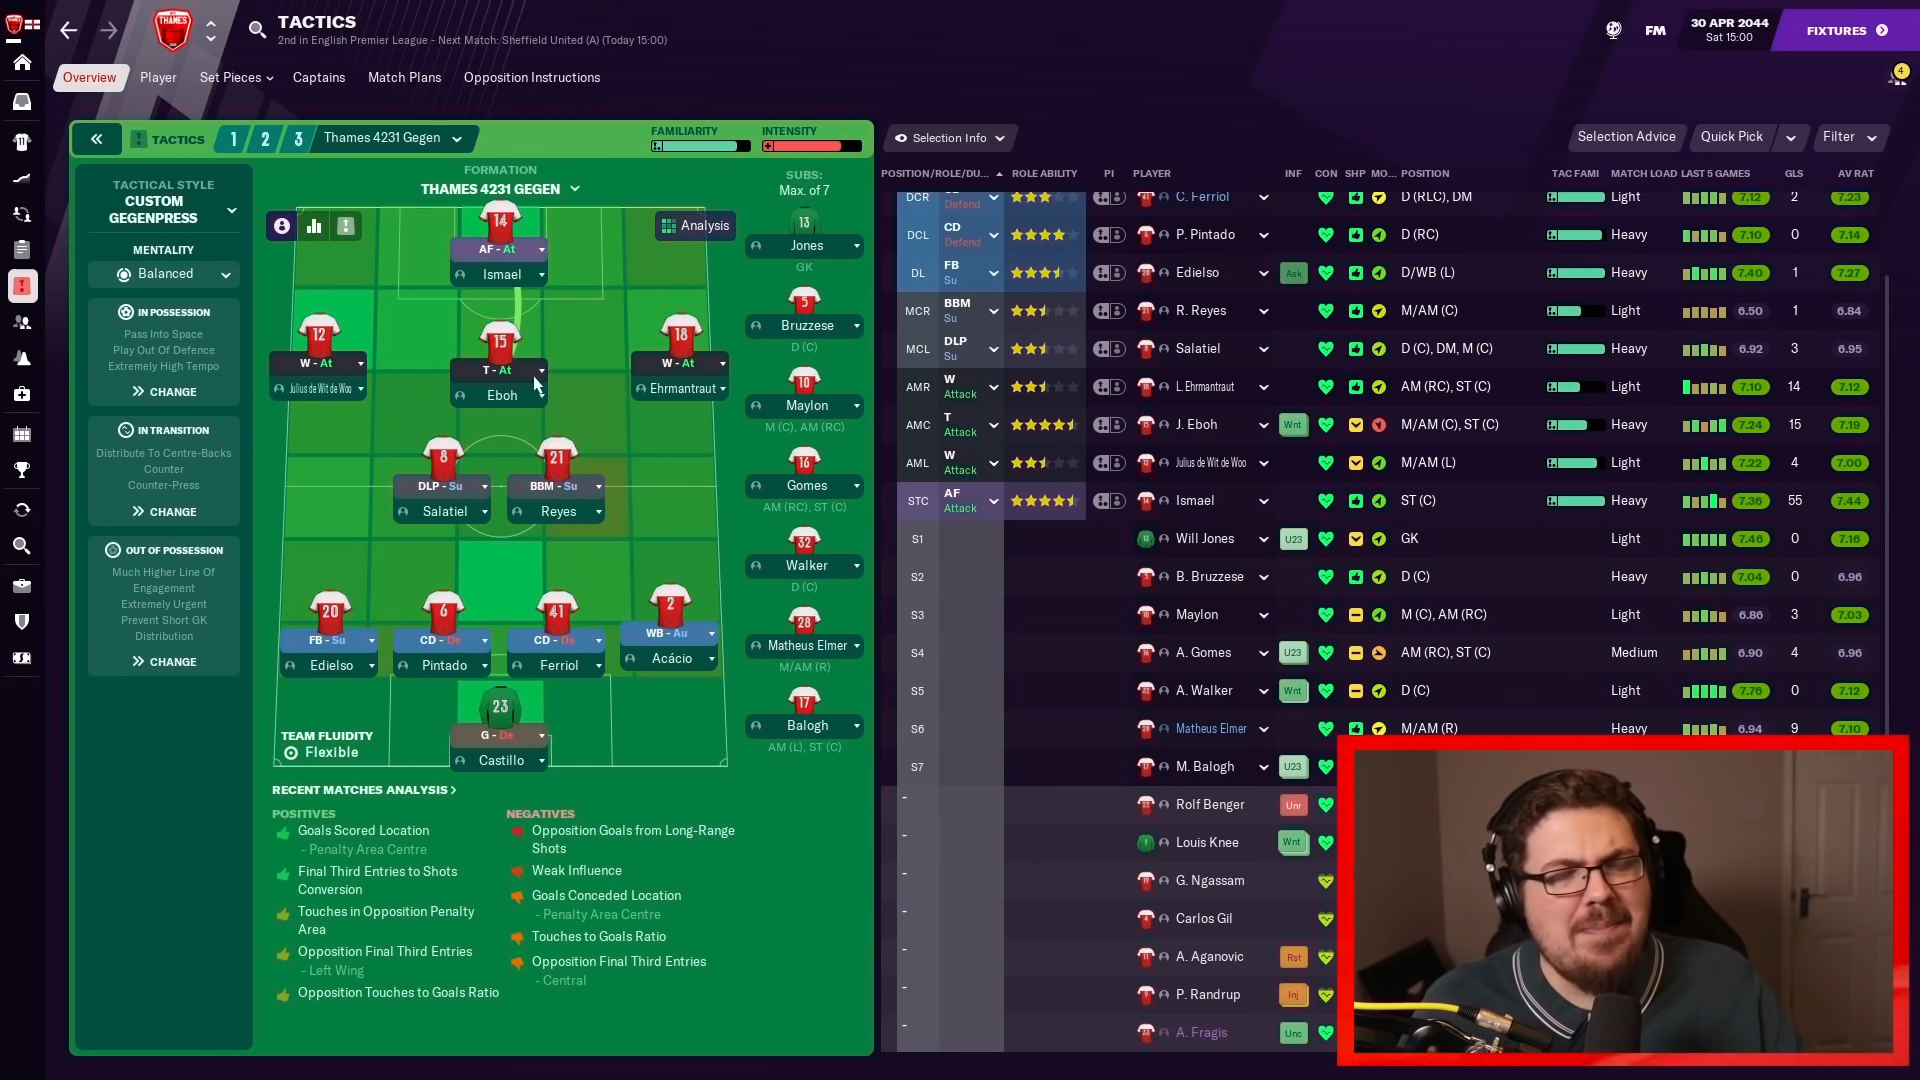 THAMES
TACTICS
2nd in English Premier League - Next Match: Sheffield United (A) (Today 15:00)
FM
30 APR 2044
Sat 15:00
FIXTURES
4
Overview
Player
Set Pieces
Captains
Match Plans
Opposition Instructions
TACTICS
1
2
3
Thames 4231 Gegen
FAMILIARITY
INTENSITY
TACTICAL STYLE
CUSTOM
GEGENPRESS
MENTALITY
Balanced
IN POSSESSION
Pass Into Space
Play Out Of Defence
Extremely High Tempo
CHANGE
IN TRANSITION
Distribute To Centre-Backs
Counter
Counter-Press
CHANGE
OUT OF POSSESSION
Much Higher Line Of
Engagement
Extremely Urgent
Prevent Short GK
Distribution
CHANGE
FORMATION
THAMES 4231 GEGEN
Analysis
14
AF - At
Ismael
12
W - At
Julius de Wit de Woo
15
T - At
Eboh
18
W - At
Ehrmantraut
8
DLP - Su
Salatiel
21
BBM - Su
Reyes
20
FB - Su
Edielso
6
CD - De
Pintado
41
CD - De
Ferriol
2
WB - Au
Acácio
23
G - De
Castillo
TEAM FLUIDITY
Flexible
SUBS:
Max. of 7
13
Jones
GK
5
Bruzzese
D (C)
10
Maylon
M (C), AM (RC)
16
Gomes
AM (RC), ST (C)
32
Walker
D (C)
28
Matheus Elmer
M/AM (R)
17
Balogh
AM (L), ST (C)
RECENT MATCHES ANALYSIS >
POSITIVES
Goals Scored Location
- Penalty Area Centre
Final Third Entries to Shots
Conversion
Touches in Opposition Penalty
Area
Opposition Final Third Entries
- Left Wing
Opposition Touches to Goals Ratio
NEGATIVES
Opposition Goals from Long-Range
Shots
Weak Influence
Goals Conceded Location
- Penalty Area Centre
Touches to Goals Ratio
Opposition Final Third Entries
- Central
Selection Info
Selection Advice
Quick Pick
Filter
POSITION/ROLE/DU... ROLE ABILITY PI PLAYER INF CON SHP MO... POSITION TAC FAMI MATCH LOAD LAST 5 GAMES GLS AV RAT
DCR Defend C. Ferriol D (RLC), DM Light 7.12 2 7.23
DCL CD Defend P. Pintado D (RC) Heavy 7.10 0 7.14
DL FB Su Edielso Ask D/WB (L) Heavy 7.40 1 7.27
MCR BBM Su R. Reyes M/AM (C) Light 6.50 1 6.84
MCL DLP Su Salatiel D (C), DM, M (C) Heavy 6.92 3 6.95
AMR W Attack L Ehrmantraut AM (RC), ST (C) Light 7.10 14 7.12
AMC T Attack J. Eboh Wnt M/AM (C), ST (C) Heavy 7.24 15 7.19
AML W Attack Julius de Wit de Woo M/AM (L) Light 7.22 4 7.00
STC AF Attack Ismael ST (C) Heavy 7.36 55 7.44
S1 Will Jones U23 GK Light 7.46 0 7.16
S2 B. Bruzzese D (C) Heavy 7.04 0 6.96
S3 Maylon M (C), AM (RC) Light 6.86 3 7.03
S4 A. Gomes U23 AM (RC), ST (C) Medium 6.90 4 6.96
S5 A. Walker Wnt D (C) Light 7.76 0 7.12
S6 Matheus Elmer M/AM (R) Heavy 6.94 9 7.10
S7 M. Balogh U23
- Rolf Benger Unr
- Louis Knee Wnt
- G. Ngassam
- Carlos Gil
- A. Aganovic Rst
- P. Randrup Inj
- A. Fragis Unc